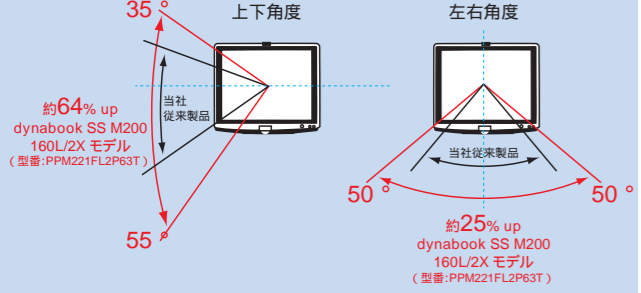 上下角度
35 °
当社
従来製品
約64% up
dynabook SS M200
160L/2X モデル
(型番:PPM221FL2P63T)
55 °
左右角度
当社従来製品
50 °
50 °
約25% up
dynabook SS M200
160L/2X モデル
(型番:PPM221FL2P63T)